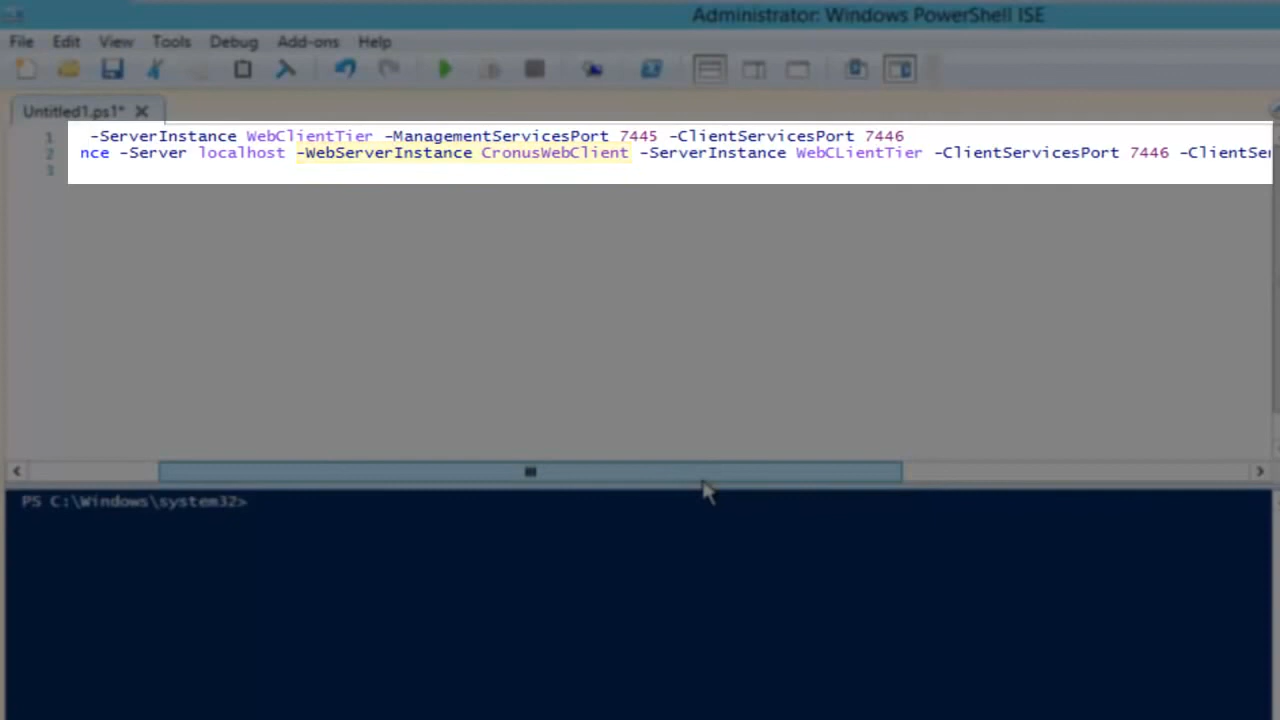 Administrator: Windows PowerShell ISE
File Edit View Tools Debug Add-ons Help
Untitled1.ps1*
1 -ServerInstance WebClientTier -ManagementServicesPort 7445 -ClientServicesPort 7446
2 nce -Server localhost -WebServerInstance CronusWebClient -ServerInstance WebCLientTier -ClientServicesPort 7446 -ClientSer
3
PS C:\Windows\system32>